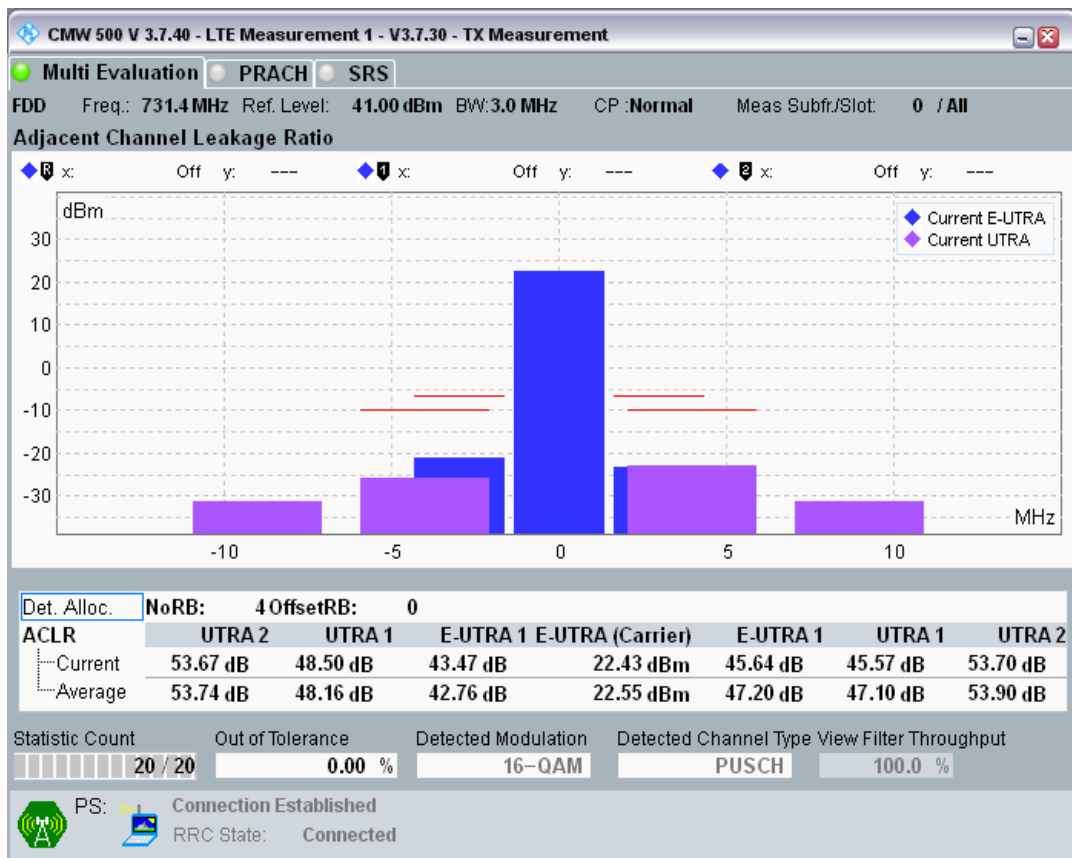 CMW 500 V 3.7.40 - LTE Measurement 1 - V3.7.30 - TX Measurement
Multi Evaluation PRACH SRS
FDD Freq.: 731.4 MHz Ref. Level: 41.00 dBm BW: 3.0 MHz CP :Normal Meas Subfr./Slot: 0 / All
Adjacent Channel Leakage Ratio
R x: Off y: --- 1 x: Off y: --- 2 x: Off y: ---
dBm
Current E-UTRA
Current UTRA
30
20
10
0
-10
-20
-30
MHz
-10 -5 0 5 10
Det. Alloc. NoRB: 4 OffsetRB: 0
ACLR UTRA 2 UTRA 1 E-UTRA 1 E-UTRA (Carrier) E-UTRA 1 UTRA 1 UTRA 2
Current 53.67 dB 48.50 dB 43.47 dB 22.43 dBm 45.64 dB 45.57 dB 53.70 dB
Average 53.74 dB 48.16 dB 42.76 dB 22.55 dBm 47.20 dB 47.10 dB 53.90 dB
Statistic Count Out of Tolerance Detected Modulation Detected Channel Type View Filter Throughput
20 / 20 0.00 % 16-QAM PUSCH 100.0 %
PS: Connection Established
RRC State: Connected